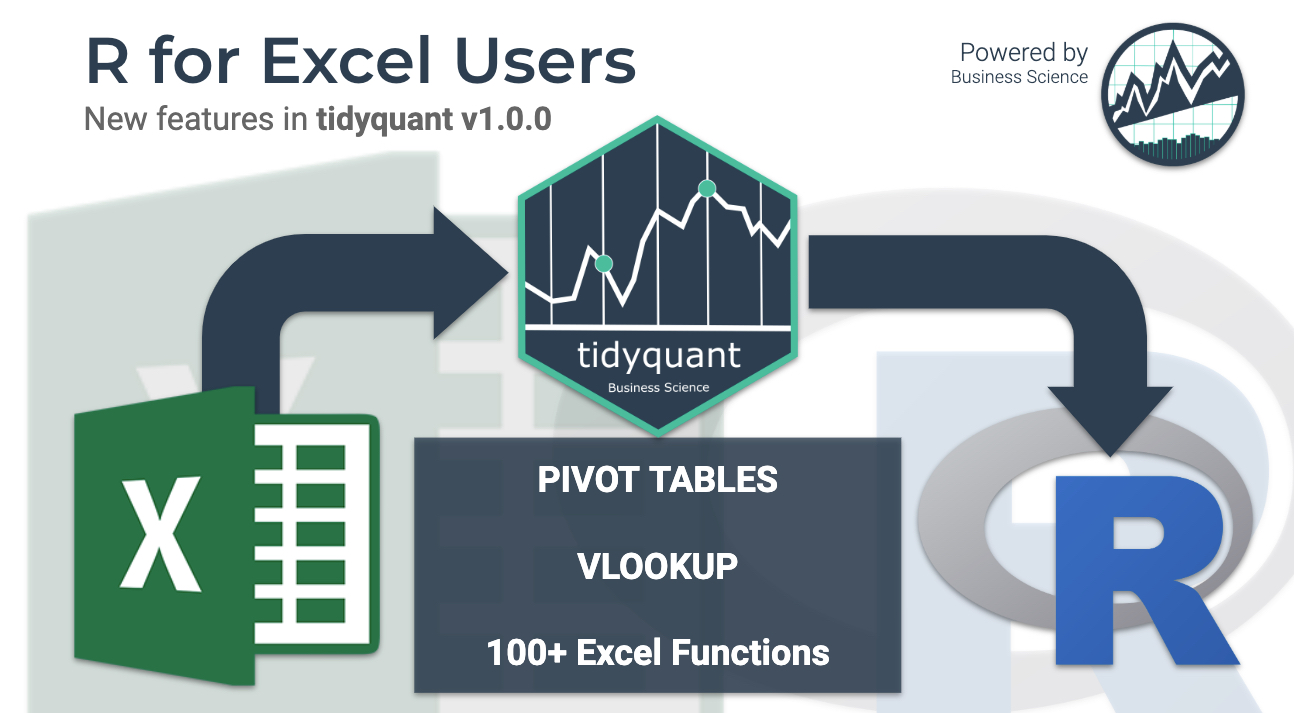 R for Excel Users
New features in tidyquant v1.0.0
Powered by
Business Science
tidyquant
Business Science
X
PIVOT TABLES
VLOOKUP
100+ Excel Functions
R